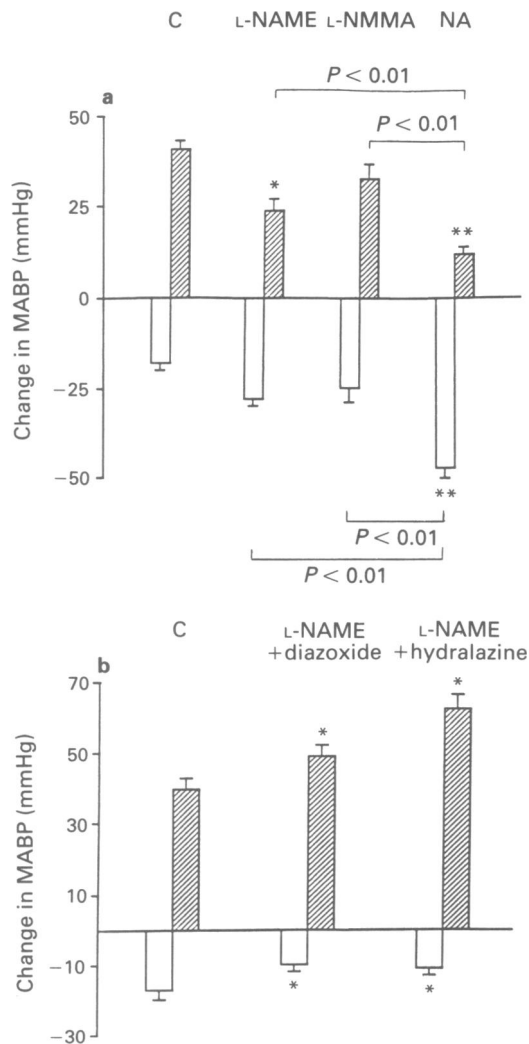 C L-NAME L-NMMA NA
P < 0.01
a
P < 0.01
50
*
25
**
0
Change in MABP (mmHg)
−25
−50
**
P < 0.01
P < 0.01
C L-NAME L-NAME
+diazoxide +hydralazine
b
70
*
*
50
30
Change in MABP (mmHg)
10
−10
*
*
−30